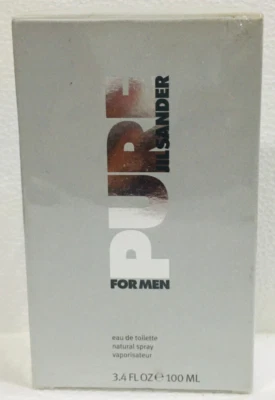 PURE
JIL SANDER
FOR MEN
eau de toilette
natural spray
vaporisateur
3.4 FL OZ ℮ 100 ML